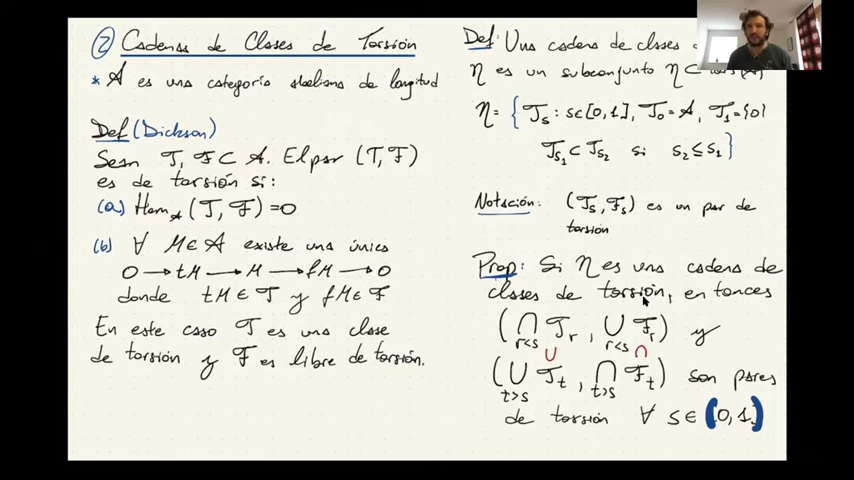 ② Cadenas de Clases de Torsión
* A es una categoría abeliana de longitud
Def (Dickson)
Sean T, F ⊂ A. El par (T, F)
es de torsión si:
(a) Hom_A (T, F) = 0
(b) ∀ M ∈ A existe una única
0 → tM → M → fM → 0
donde tM ∈ T y fM ∈ F
En este caso T es una clase
de torsión y F es libre de torsión.
Def: Una cadena de clases
η es un subconjunto η ⊂
η = { T_s : s ∈ [0,1], T_0 = A, T_1 = {0}
T_{s_1} ⊂ T_{s_2} si s_2 ≤ s_1 }
Notación: (T_s, F_s) es un par de
torsión
Prop: Si η es una cadena de
clases de torsión, entonces
( ∩_{r<s} T_r , ∪_{r<s} F_r ) y
∪ ∩
( ∪_{t>s} T_t , ∩_{t>s} F_t ) son pares
de torsión ∀ s ∈ (0,1)